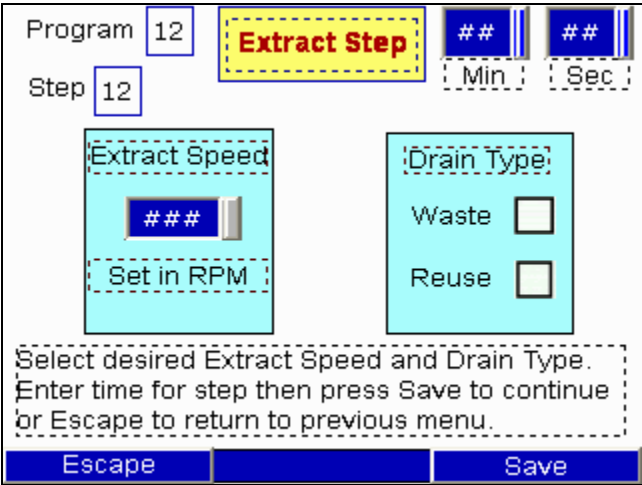 Program 12
Extract Step
## ##
Min Sec
Step 12
Extract Speed
###
Set in RPM
Drain Type
Waste
Reuse
Select desired Extract Speed and Drain Type.
Enter time for step then press Save to continue
or Escape to return to previous menu.
Escape Save